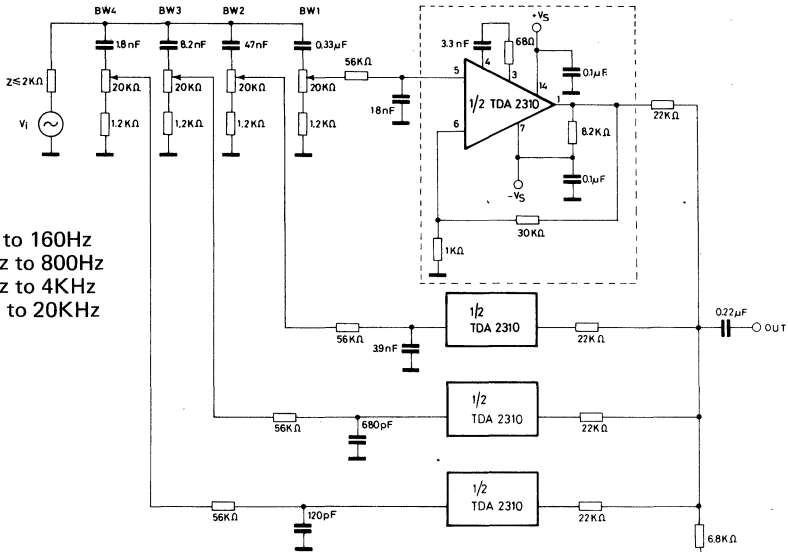 BW4 BW3 BW2 BW1
1.8nF 8.2nF 47nF 0.33µF
Z≤2KΩ 20KΩ 20KΩ 20KΩ 20KΩ
56KΩ
18nF
Vi 1.2KΩ 1.2KΩ 1.2KΩ 1.2KΩ
+VS
3.3nF 68Ω
4 3 14 0.1µF
5
1/2 TDA 2310 1
6 7
8.2KΩ
22KΩ
0.1µF
-VS
30KΩ
1KΩ
to 160Hz
z to 800Hz
z to 4KHz
to 20KHz
1/2
TDA 2310
56KΩ 22KΩ
3.9nF
0.22µF
OUT
1/2
TDA 2310
56KΩ 22KΩ
680pF
1/2
TDA 2310
56KΩ 22KΩ
120pF
6.8KΩ